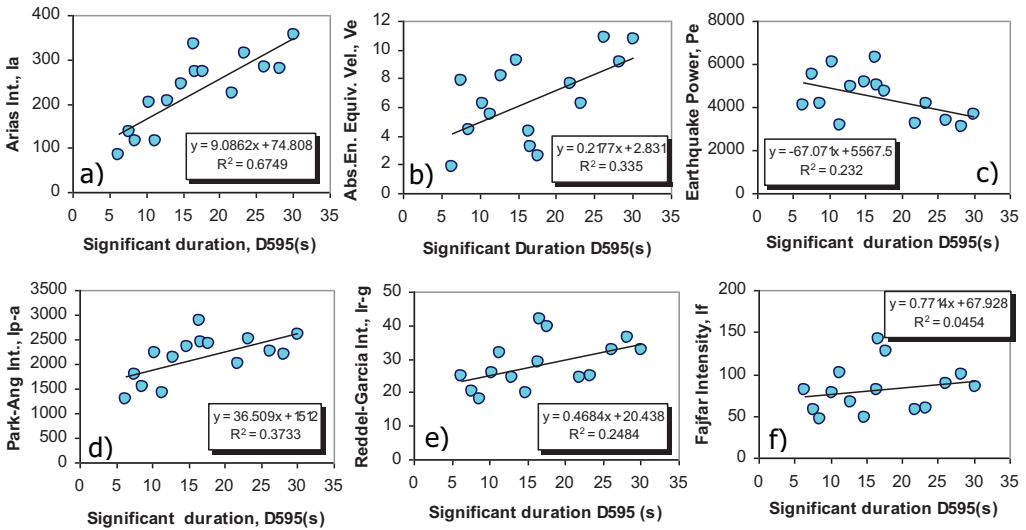 Arias Int., Ia
400
300
200
100
0
y = 9.0862x + 74.808
R² = 0.6749
a)
0 5 10 15 20 25 30 35
Significant duration, D595(s)
Abs.En. Equiv. Vel., Ve
12
10
8
6
4
2
0
y = 0.2177x + 2.831
R² = 0.335
b)
0 5 10 15 20 25 30 35
Significant Duration D595(s)
Earthquake Power, Pe
8000
6000
4000
2000
0
y = -67.071x + 5567.5
R² = 0.232
c)
0 5 10 15 20 25 30 35
Significant duration D595(s)
Park-Ang Int., Ip-a
3500
3000
2500
2000
1500
1000
500
0
y = 36.509x + 1512
R² = 0.3733
d)
0 5 10 15 20 25 30 35
Significant duration, D595(s)
Reddel-Garcia Int., Ir-g
50
40
30
20
10
0
y = 0.4684x + 20.438
R² = 0.2484
e)
0 5 10 15 20 25 30 35
Significant Duration D595 (s)
Fajfar Intensity, If
200
150
100
50
0
y = 0.7714x + 67.928
R² = 0.0454
f)
0 5 10 15 20 25 30 35
Significant duration D595(s)